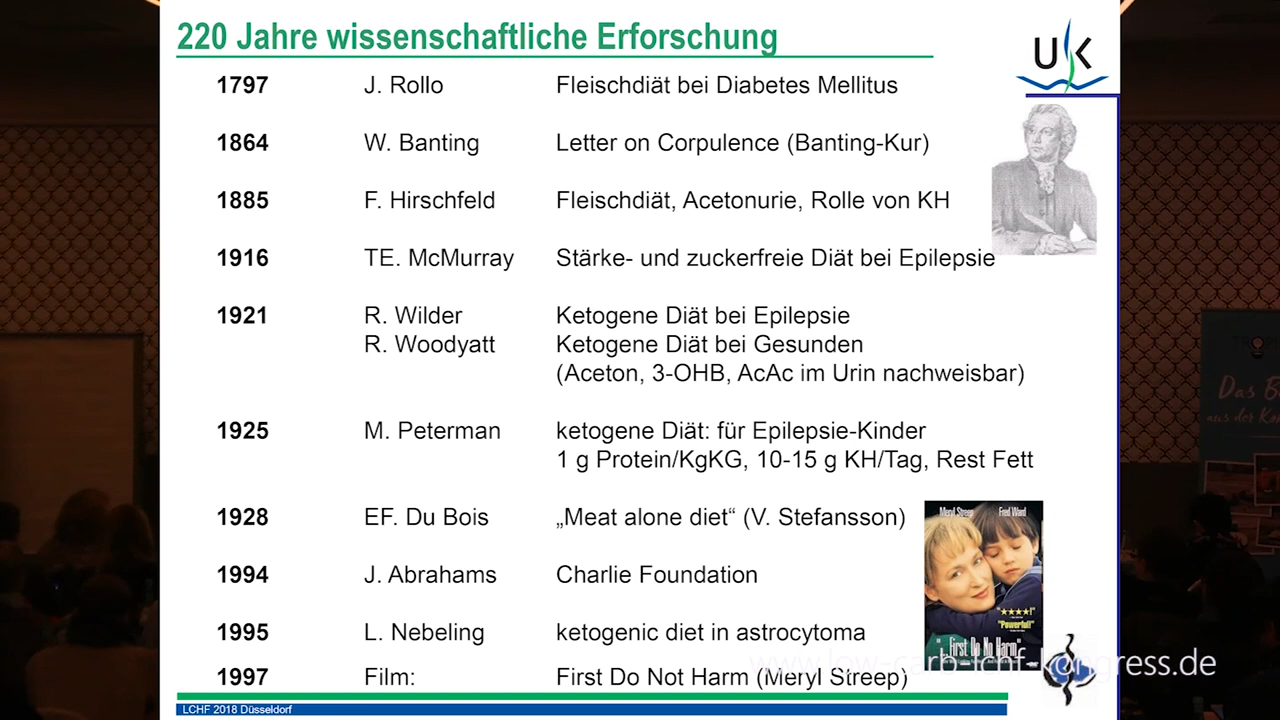 220 Jahre wissenschaftliche Erforschung
UK
1797 J. Rollo Fleischdiät bei Diabetes Mellitus
1864 W. Banting Letter on Corpulence (Banting-Kur)
1885 F. Hirschfeld Fleischdiät, Acetonurie, Rolle von KH
1916 TE. McMurray Stärke- und zuckerfreie Diät bei Epilepsie
1921 R. Wilder Ketogene Diät bei Epilepsie
R. Woodyatt Ketogene Diät bei Gesunden
(Aceton, 3-OHB, AcAc im Urin nachweisbar)
1925 M. Peterman ketogene Diät: für Epilepsie-Kinder
1 g Protein/KgKG, 10-15 g KH/Tag, Rest Fett
1928 EF. Du Bois „Meat alone diet“ (V. Stefansson)
1994 J. Abrahams Charlie Foundation
1995 L. Nebeling ketogenic diet in astrocytoma
1997 Film: First Do Not Harm (Meryl Streep)
Meryl Streep Fred Ward
"Powerful!"
"...First Do No Harm"
www.low-carb-lchf-kongress.de
LCHF 2018 Düsseldorf
Das B
aus der Ko